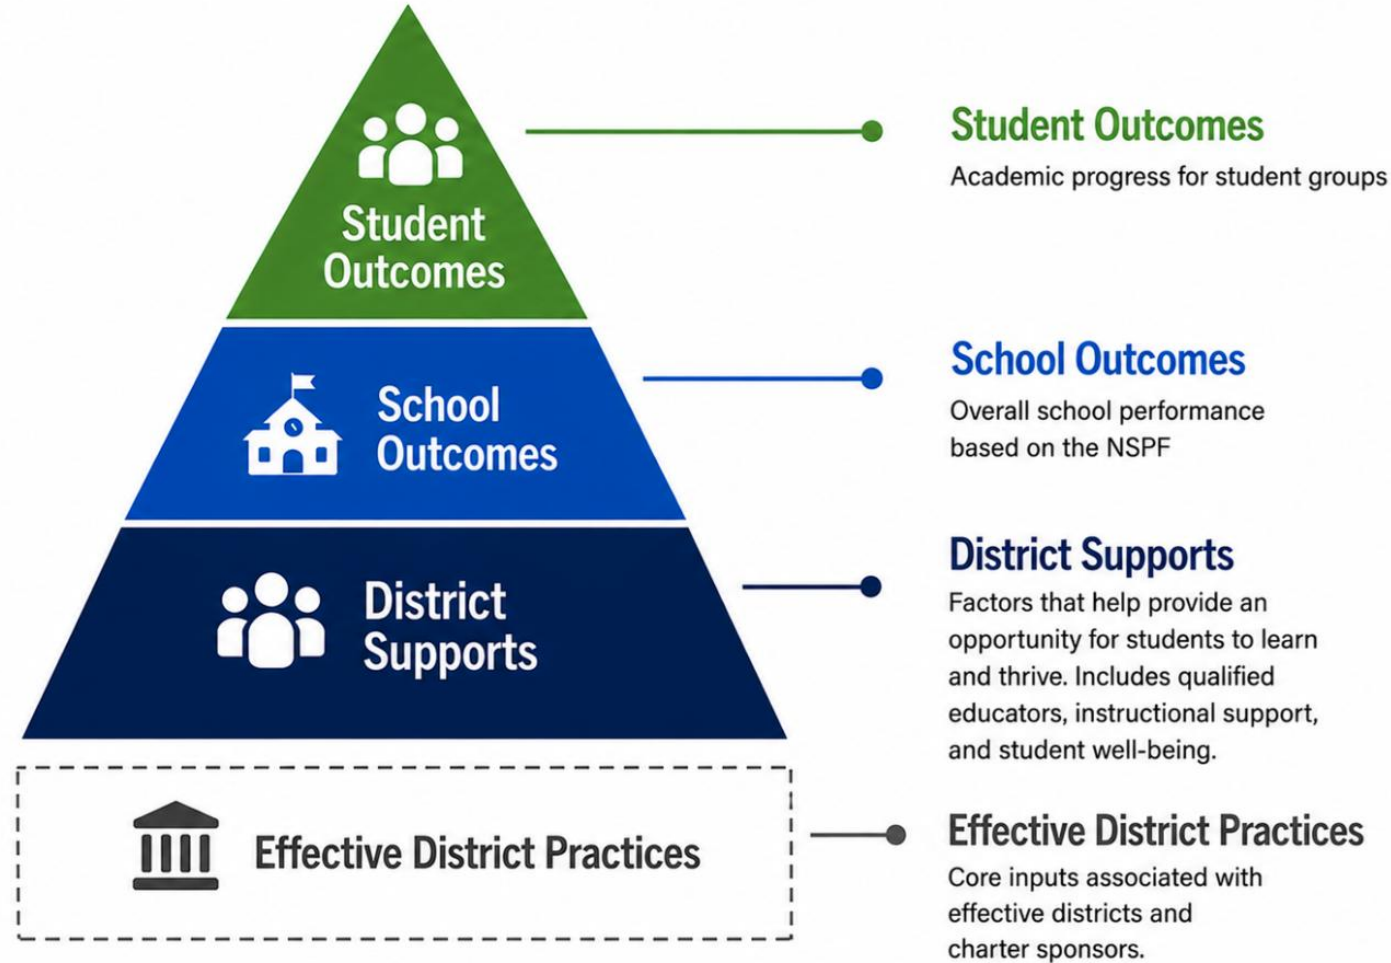 Student
Outcomes
Student Outcomes
Academic progress for student groups
School
Outcomes
School Outcomes
Overall school performance
based on the NSPF
District
Supports
District Supports
Factors that help provide an
opportunity for students to learn
and thrive. Includes qualified
educators, instructional support,
and student well-being.
Effective District Practices
Effective District Practices
Core inputs associated with
effective districts and
charter sponsors.